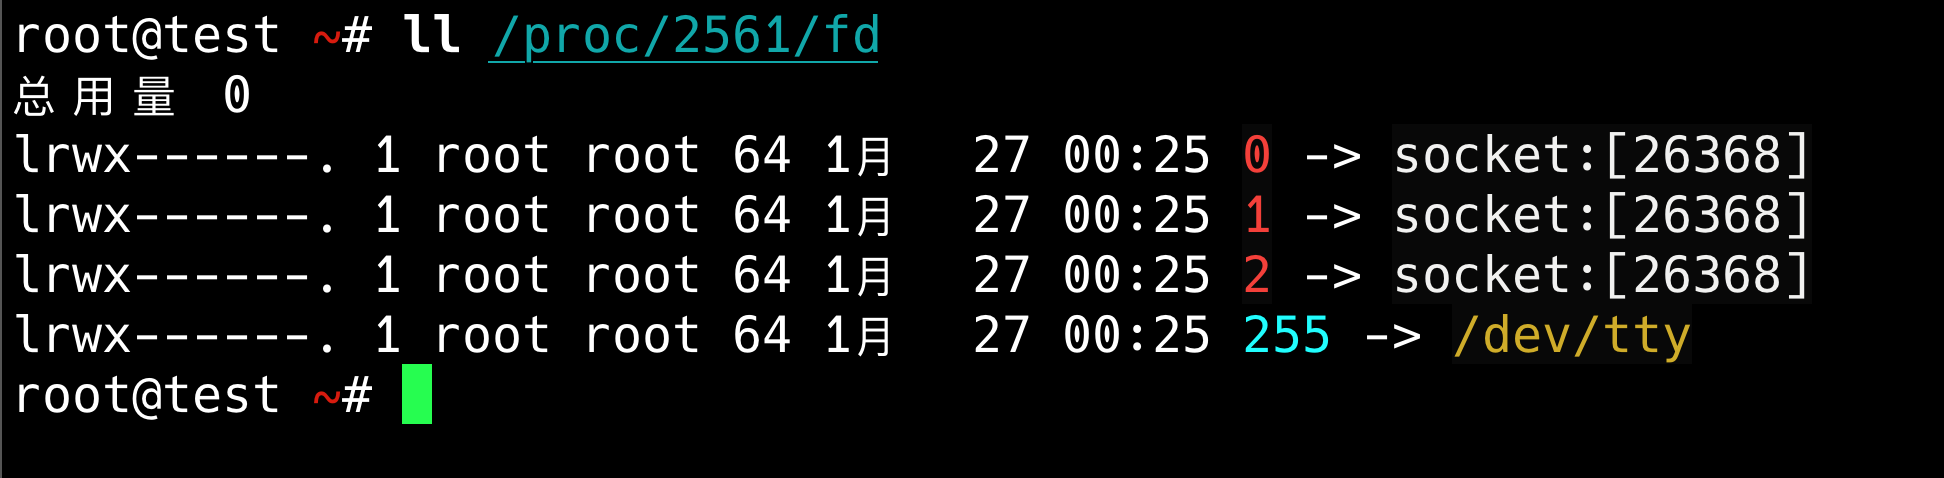 root@test ~# ll /proc/2561/fd
总用量 0
lrwx------. 1 root root 64 1月  27 00:25 0 -> socket:[26368]
lrwx------. 1 root root 64 1月  27 00:25 1 -> socket:[26368]
lrwx------. 1 root root 64 1月  27 00:25 2 -> socket:[26368]
lrwx------. 1 root root 64 1月  27 00:25 255 -> /dev/tty
root@test ~#